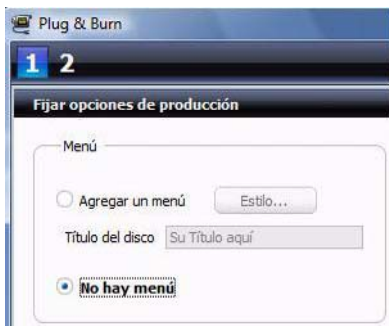 Plug & Burn
1 2
Fijar opciones de producción
Menú
Agregar un menú Estilo...
Título del disco Su Título aquí
No hay menú